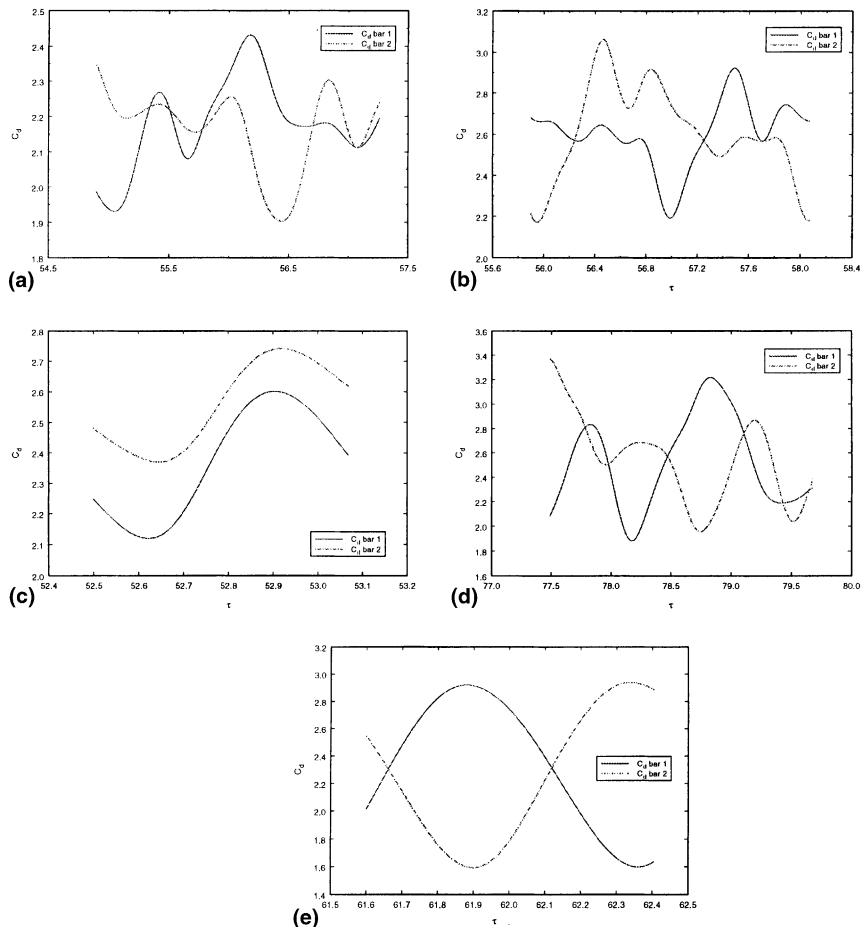 2.5
2.4
2.3
2.2
2.1
2.0
1.9
1.8
C_d
C_d bar 1
C_d bar 2
54.5 55.5 56.5 57.5
(a)
3.2
3.0
2.8
2.6
2.4
2.2
2.0
C_d
C_d bar 1
C_d bar 2
55.6 56.0 56.4 56.8 57.2 57.6 58.0 58.4
τ
(b)
2.8
2.7
2.6
2.5
2.4
2.3
2.2
2.1
2.0
C_d
C_d bar 1
C_d bar 2
52.4 52.5 52.6 52.7 52.8 52.9 53.0 53.1 53.2
τ
(c)
3.6
3.4
3.2
3.0
2.8
2.6
2.4
2.2
2.0
1.8
1.6
C_d
C_d bar 1
C_d bar 2
77.0 77.5 78.0 78.5 79.0 79.5 80.0
τ
(d)
3.2
3.0
2.8
2.6
2.4
2.2
2.0
1.8
1.6
1.4
C_d
C_d bar 1
C_d bar 2
61.5 61.6 61.7 61.8 61.9 62.0 62.1 62.2 62.3 62.4 62.5
τ
(e)